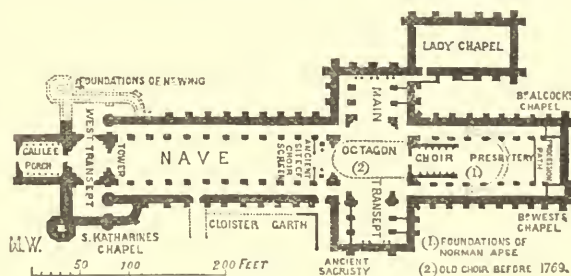 LADY CHAPEL
FOUNDATIONS OF NEW WING
Bp ALCOCKS
CHAPEL
WEST TRANSEPT
MAIN
TRANSEPT
GALILEE
PORCH
TOWER
NAVE
ANCIENT
SITE OF
CHOIR
SCREEN
OCTAGON
(2)
CHOIR
PRESBYTERY
(1)
PROCESSION
PATH
S. KATHARINES
CHAPEL
CLOISTER GARTH
Bp WESTS
CHAPEL
M.W.
50 100 200 FEET
ANCIENT
SACRISTY
(1) FOUNDATIONS OF
NORMAN APSE
(2) OLD CHOIR BEFORE 1769.